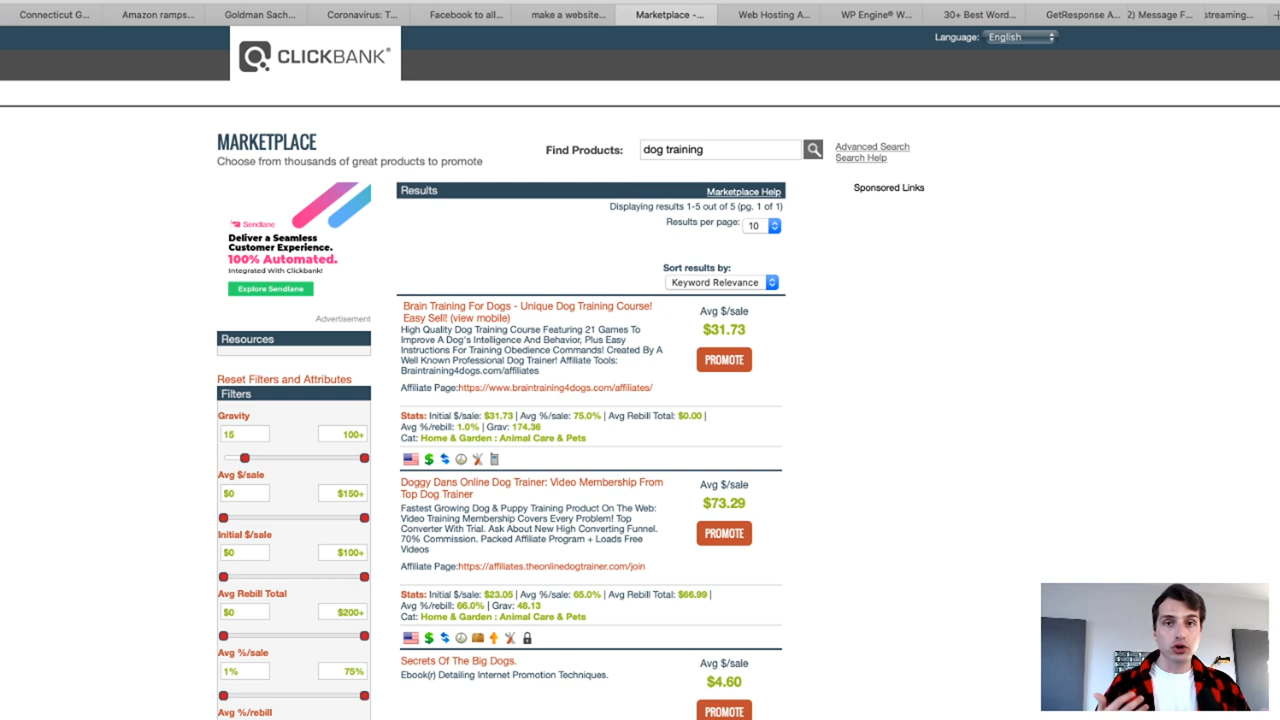 Connecticut G...
Amazon ramps...
Goldman Sach...
Coronavirus: T...
Facebook to all...
make a website...
Marketplace -...
Web Hosting A...
WP Engine® W...
30+ Best Word...
GetResponse A...
2) Message F...
streaming...
Language: English
CLICKBANK®
MARKETPLACE
Choose from thousands of great products to promote
Find Products: dog training
Advanced Search
Search Help
Sendlane
Deliver a Seamless
Customer Experience.
100% Automated.
Integrated With Clickbank!
Explore Sendlane
Advertisement
Resources
Reset Filters and Attributes
Filters
Gravity
15 100+
Avg $/sale
$0 $150+
Initial $/sale
$0 $100+
Avg Rebill Total
$0 $200+
Avg %/sale
1% 75%
Avg %/rebill
Results Marketplace Help
Displaying results 1-5 out of 5 (pg. 1 of 1)
Results per page: 10
Sort results by:
Keyword Relevance
Brain Training For Dogs - Unique Dog Training Course!
Easy Sell! (view mobile)
High Quality Dog Training Course Featuring 21 Games To
Improve A Dog's Intelligence And Behavior, Plus Easy
Instructions For Training Obedience Commands! Created By A
Well Known Professional Dog Trainer! Affiliate Tools:
Braintraining4dogs.com/affiliates
Affiliate Page:https://www.braintraining4dogs.com/affiliates/
Avg $/sale
$31.73
PROMOTE
Stats: Initial $/sale: $31.73 | Avg %/sale: 75.0% | Avg Rebill Total: $0.00 |
Avg %/rebill: 1.0% | Grav: 174.36
Cat: Home & Garden : Animal Care & Pets
Doggy Dans Online Dog Trainer: Video Membership From
Top Dog Trainer
Fastest Growing Dog & Puppy Training Product On The Web:
Video Training Membership Covers Every Problem! Top
Converter With Trial. Ask About New High Converting Funnel.
70% Commission. Packed Affiliate Program + Loads Free
Videos
Affiliate Page:https://affiliates.theonlinedogtrainer.com/join
Avg $/sale
$73.29
PROMOTE
Stats: Initial $/sale: $23.05 | Avg %/sale: 65.0% | Avg Rebill Total: $66.99 |
Avg %/rebill: 66.0% | Grav: 48.13
Cat: Home & Garden : Animal Care & Pets
Secrets Of The Big Dogs.
Ebook(r) Detailing Internet Promotion Techniques.
Avg $/sale
$4.60
PROMOTE
Sponsored Links